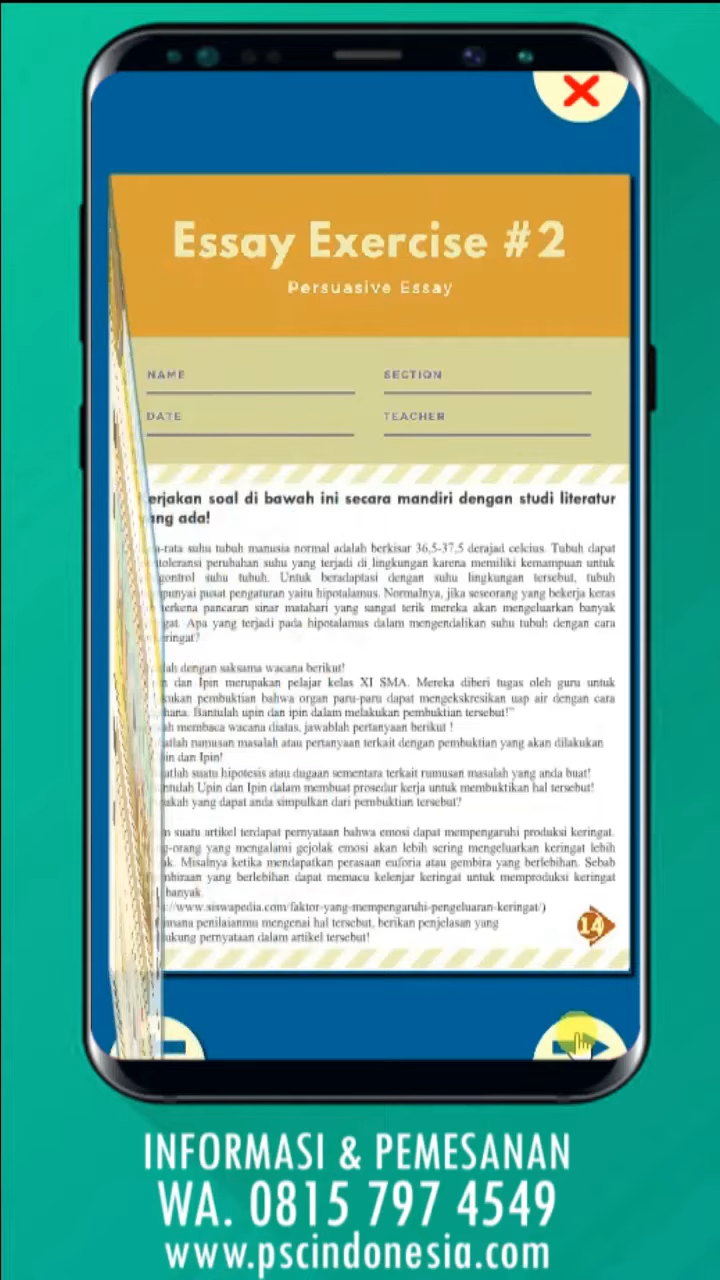 Essay Exercise #2
Persuasive Essay
NAME
SECTION
DATE
TEACHER
erjakan soal di bawah ini secara mandiri dengan studi literatur
ang ada!
-rata suhu tubuh manusia normal adalah berkisar 36,5-37,5 derajad celcius. Tubuh dapat
toleransi perubahan suhu yang terjadi di lingkungan karena memiliki kemampuan untuk
gontrol suhu tubuh. Untuk beradaptasi dengan suhu lingkungan tersebut, tubuh
punyai pusat pengaturan yaitu hipotalamus. Normalnya, jika seseorang yang bekerja keras
erkena pancaran sinar matahari yang sangat terik mereka akan mengeluarkan banyak
gat. Apa yang terjadi pada hipotalamus dalam mengendalikan suhu tubuh dengan cara
eringat?
lah dengan saksama wacana berikut!
dan Ipin merupakan pelajar kelas XI SMA. Mereka diberi tugas oleh guru untuk
kukan pembuktian bahwa organ paru-paru dapat mengekskresikan uap air dengan cara
hana. Bantulah upin dan ipin dalam melakukan pembuktian tersebut!"
ah membaca wacana diatas, jawablah pertanyaan berikut !
atlah rumusan masalah atau pertanyaan terkait dengan pembuktian yang akan dilakukan
in dan Ipin!
atlah suatu hipotesis atau dugaan sementara terkait rumusan masalah yang anda buat!
ntulah Upin dan Ipin dalam membuat prosedur kerja untuk membuktikan hal tersebut!
akah yang dapat anda simpulkan dari pembuktian tersebut?
suatu artikel terdapat pernyataan bahwa emosi dapat mempengaruhi produksi keringat.
-orang yang mengalami gejolak emosi akan lebih sering mengeluarkan keringat lebih
ak. Misalnya ketika mendapatkan perasaan euforia atau gembira yang berlebihan. Sebab
mbiraan yang berlebihan dapat memacu kelenjar keringat untuk memproduksi keringat
banyak.
://www.siswapedia.com/faktor-yang-mempengaruhi-pengeluaran-keringat/)
mana penilaianmu mengenai hal tersebut, berikan penjelasan yang
ukung pernyataan dalam artikel tersebut!
14
INFORMASI & PEMESANAN
WA. 0815 797 4549
www.pscindonesia.com